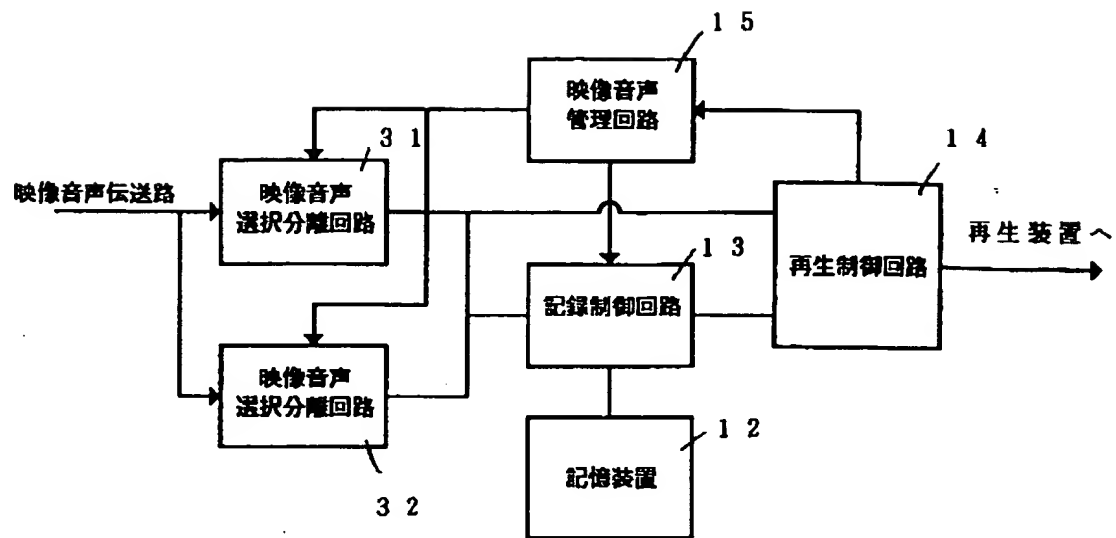 １５
映像音声
管理回路
３１
１４
映像音声伝送路
映像音声
選択分離回路
再生装置へ
１３
再生制御回路
記録制御回路
映像音声
選択分離回路
１２
記憶装置
３２